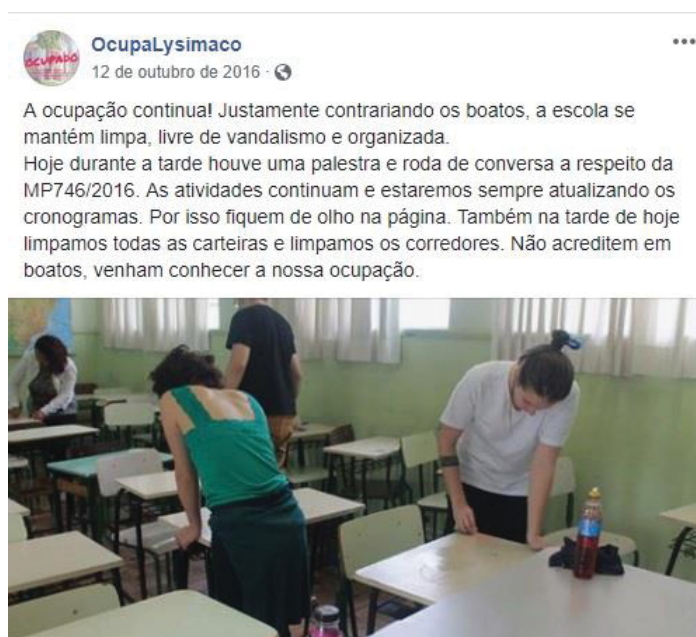 OCUPADO
OcupaLysimaco
12 de outubro de 2016 ·
A ocupação continua! Justamente contrariando os boatos, a escola se
mantém limpa, livre de vandalismo e organizada.
Hoje durante a tarde houve uma palestra e roda de conversa a respeito da
MP746/2016. As atividades continuam e estaremos sempre atualizando os
cronogramas. Por isso fiquem de olho na página. Também na tarde de hoje
limpamos todas as carteiras e limpamos os corredores. Não acreditem em
boatos, venham conhecer a nossa ocupação.